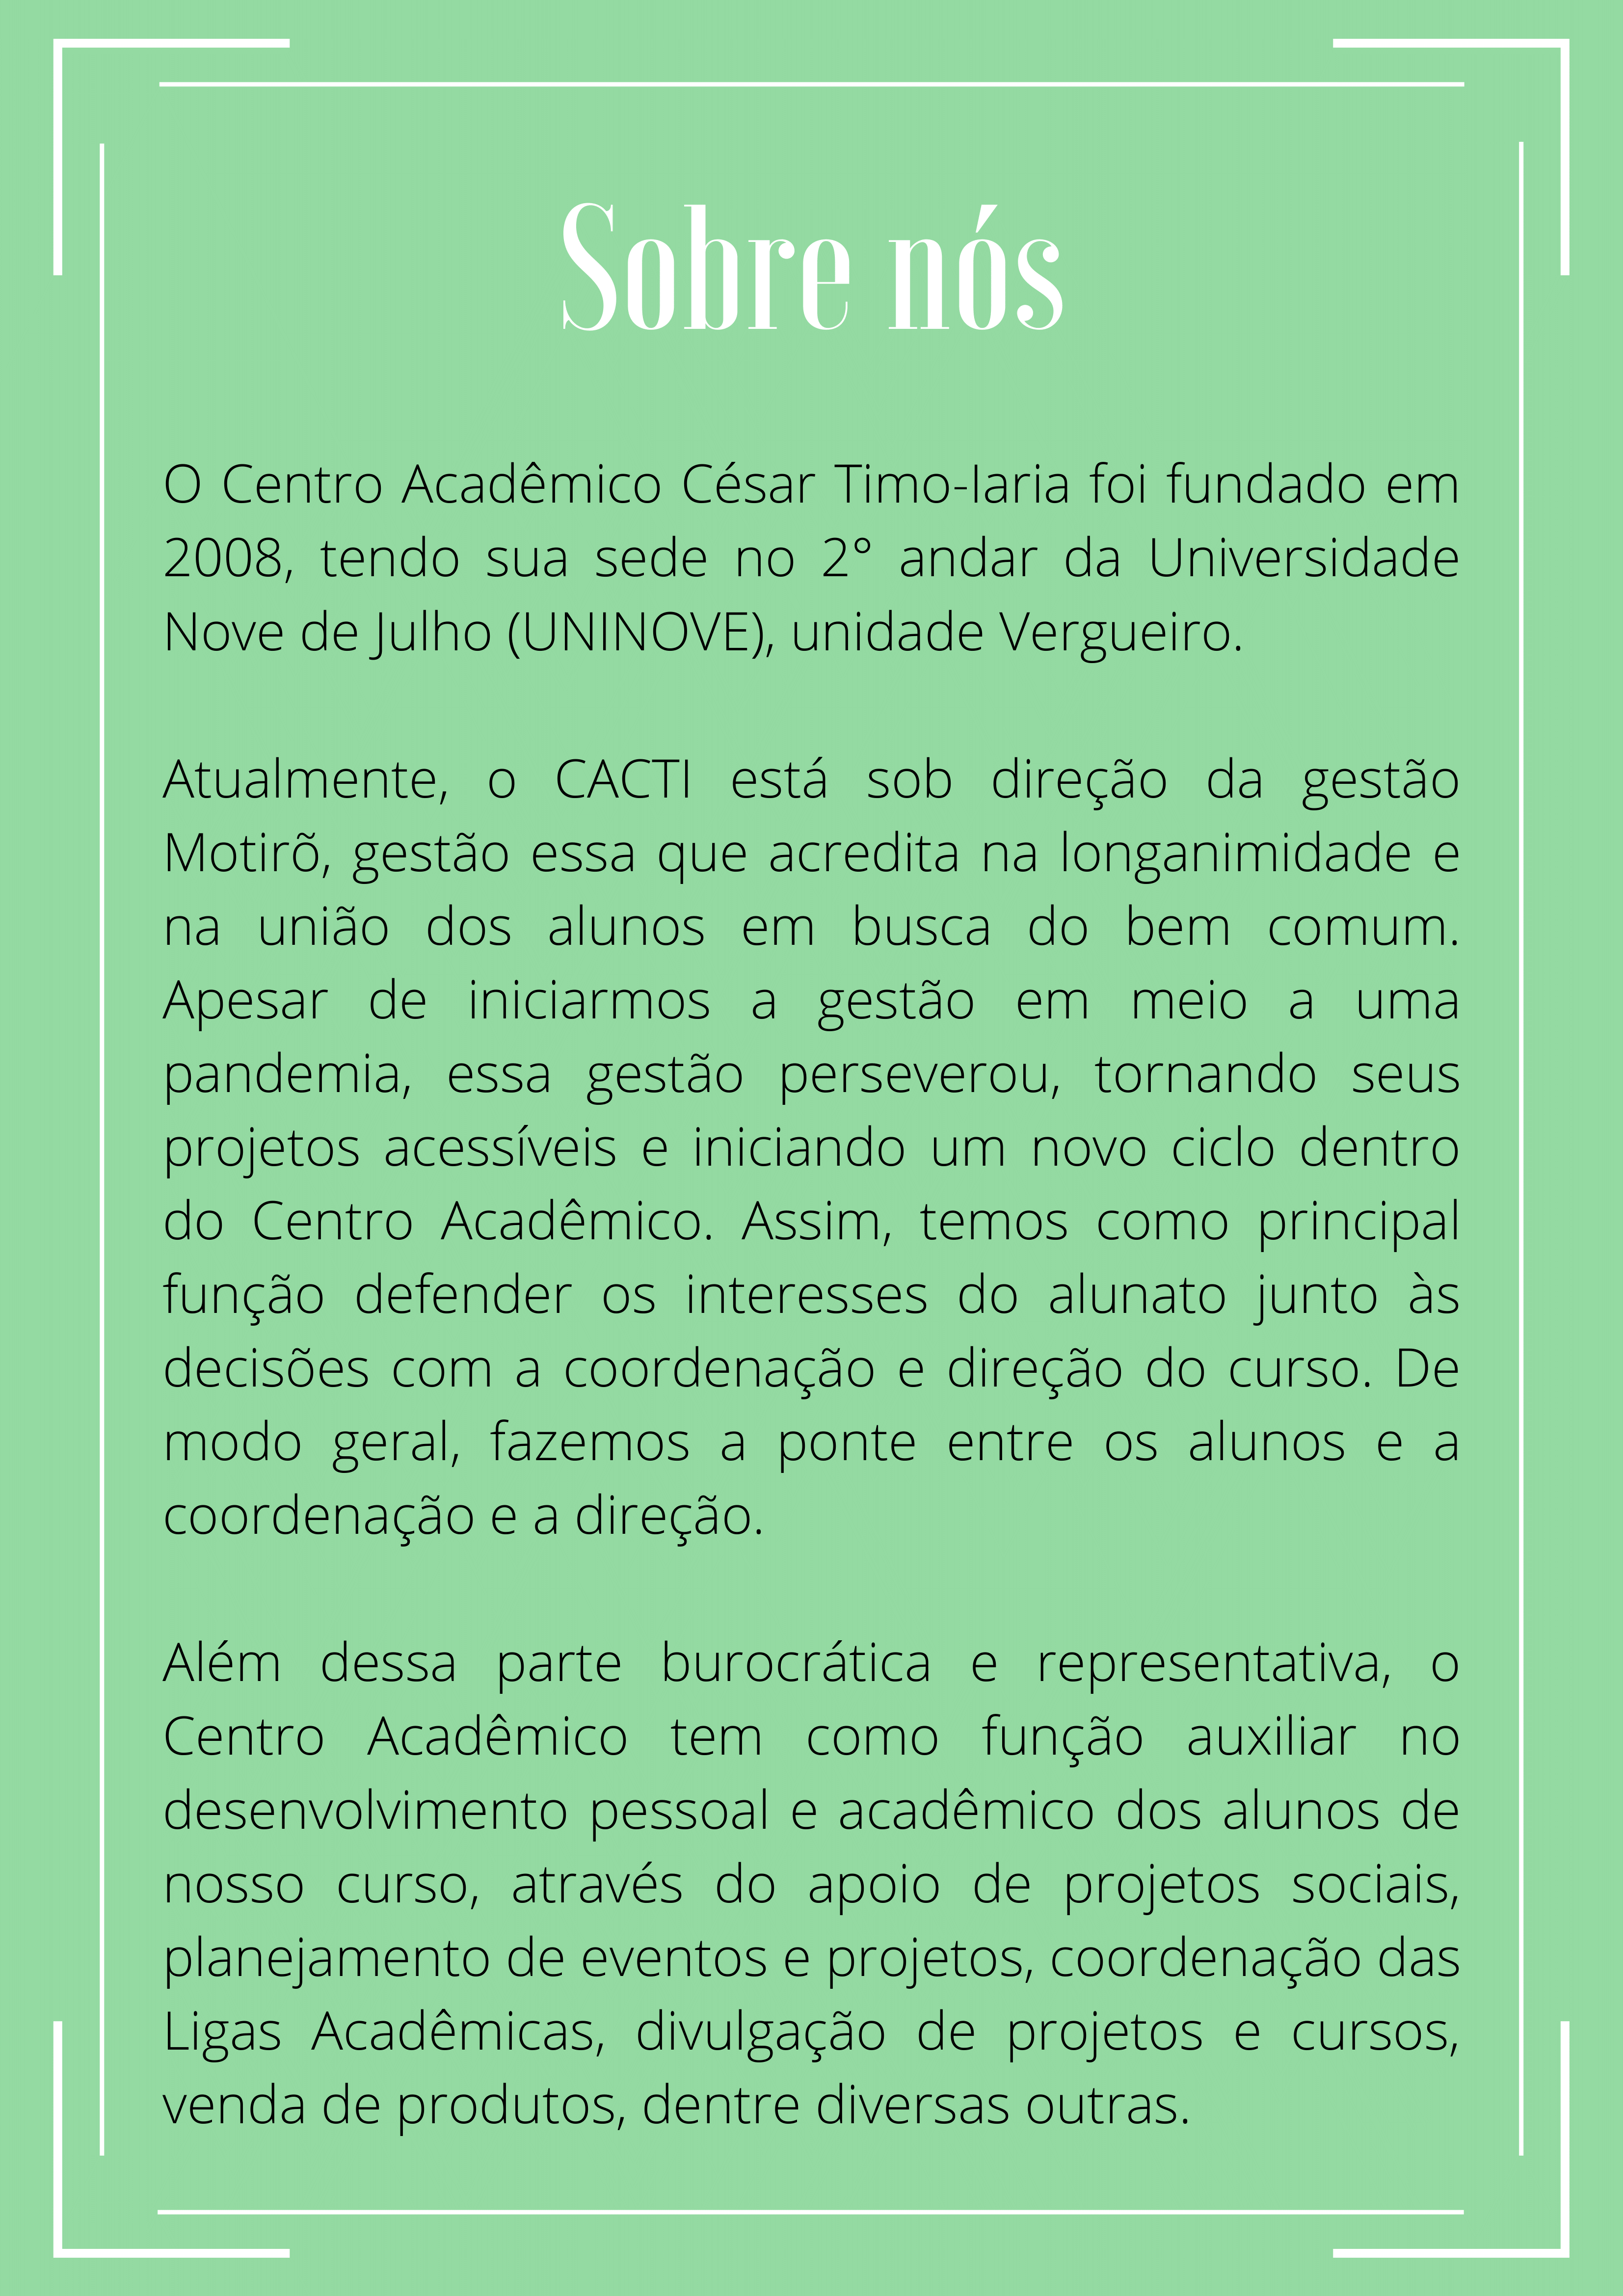 Sobre nós
O Centro Acadêmico César Timo-Iaria foi fundado em
2008, tendo sua sede no 2° andar da Universidade
Nove de Julho (UNINOVE), unidade Vergueiro.
Atualmente, o CACTI está sob direção da gestão
Motirõ, gestão essa que acredita na longanimidade e
na união dos alunos em busca do bem comum.
Apesar de iniciarmos a gestão em meio a uma
pandemia, essa gestão perseverou, tornando seus
projetos acessíveis e iniciando um novo ciclo dentro
do Centro Acadêmico. Assim, temos como principal
função defender os interesses do alunato junto às
decisões com a coordenação e direção do curso. De
modo geral, fazemos a ponte entre os alunos e a
coordenação e a direção.
Além dessa parte burocrática e representativa, o
Centro Acadêmico tem como função auxiliar no
desenvolvimento pessoal e acadêmico dos alunos de
nosso curso, através do apoio de projetos sociais,
planejamento de eventos e projetos, coordenação das
Ligas Acadêmicas, divulgação de projetos e cursos,
venda de produtos, dentre diversas outras.